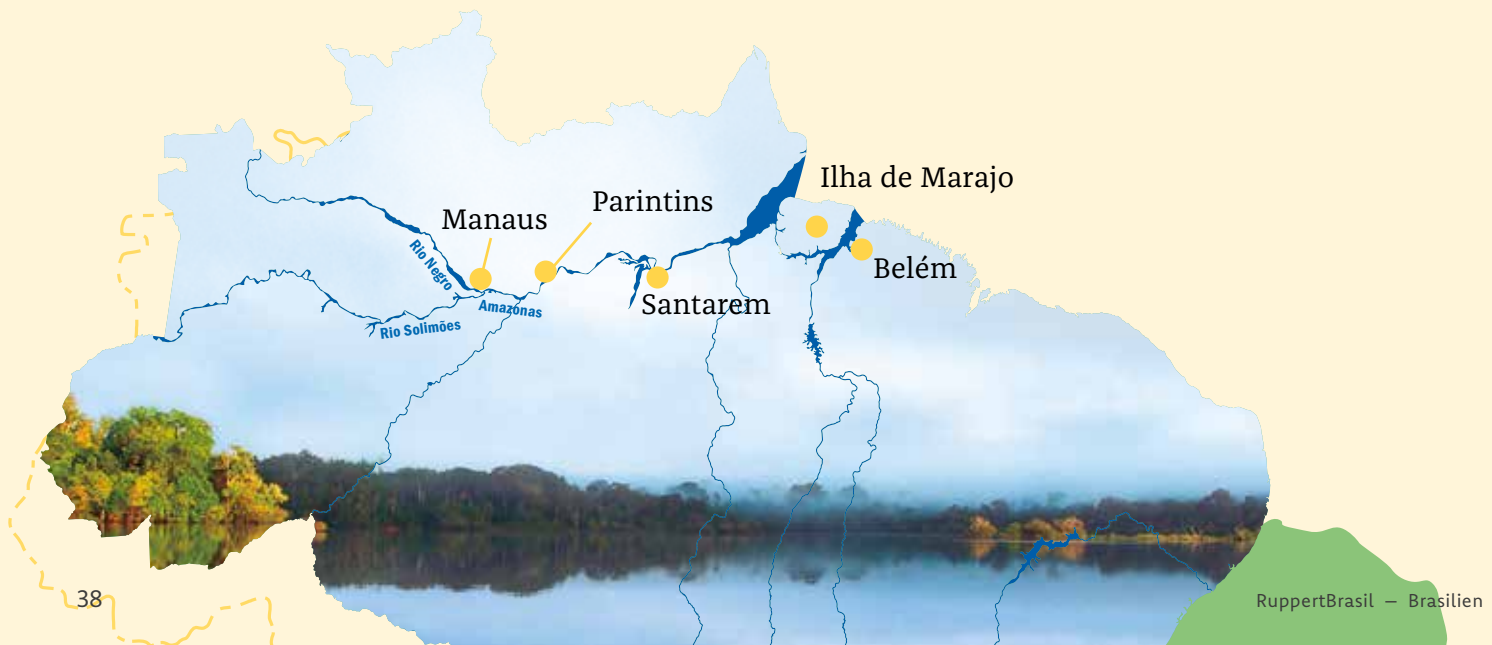 Ilha de Marajo
Parintins
Manaus
Rio Negro
Belém
Santarem
Amazonas
Rio Solimões
38
RuppertBrasil – Brasilien